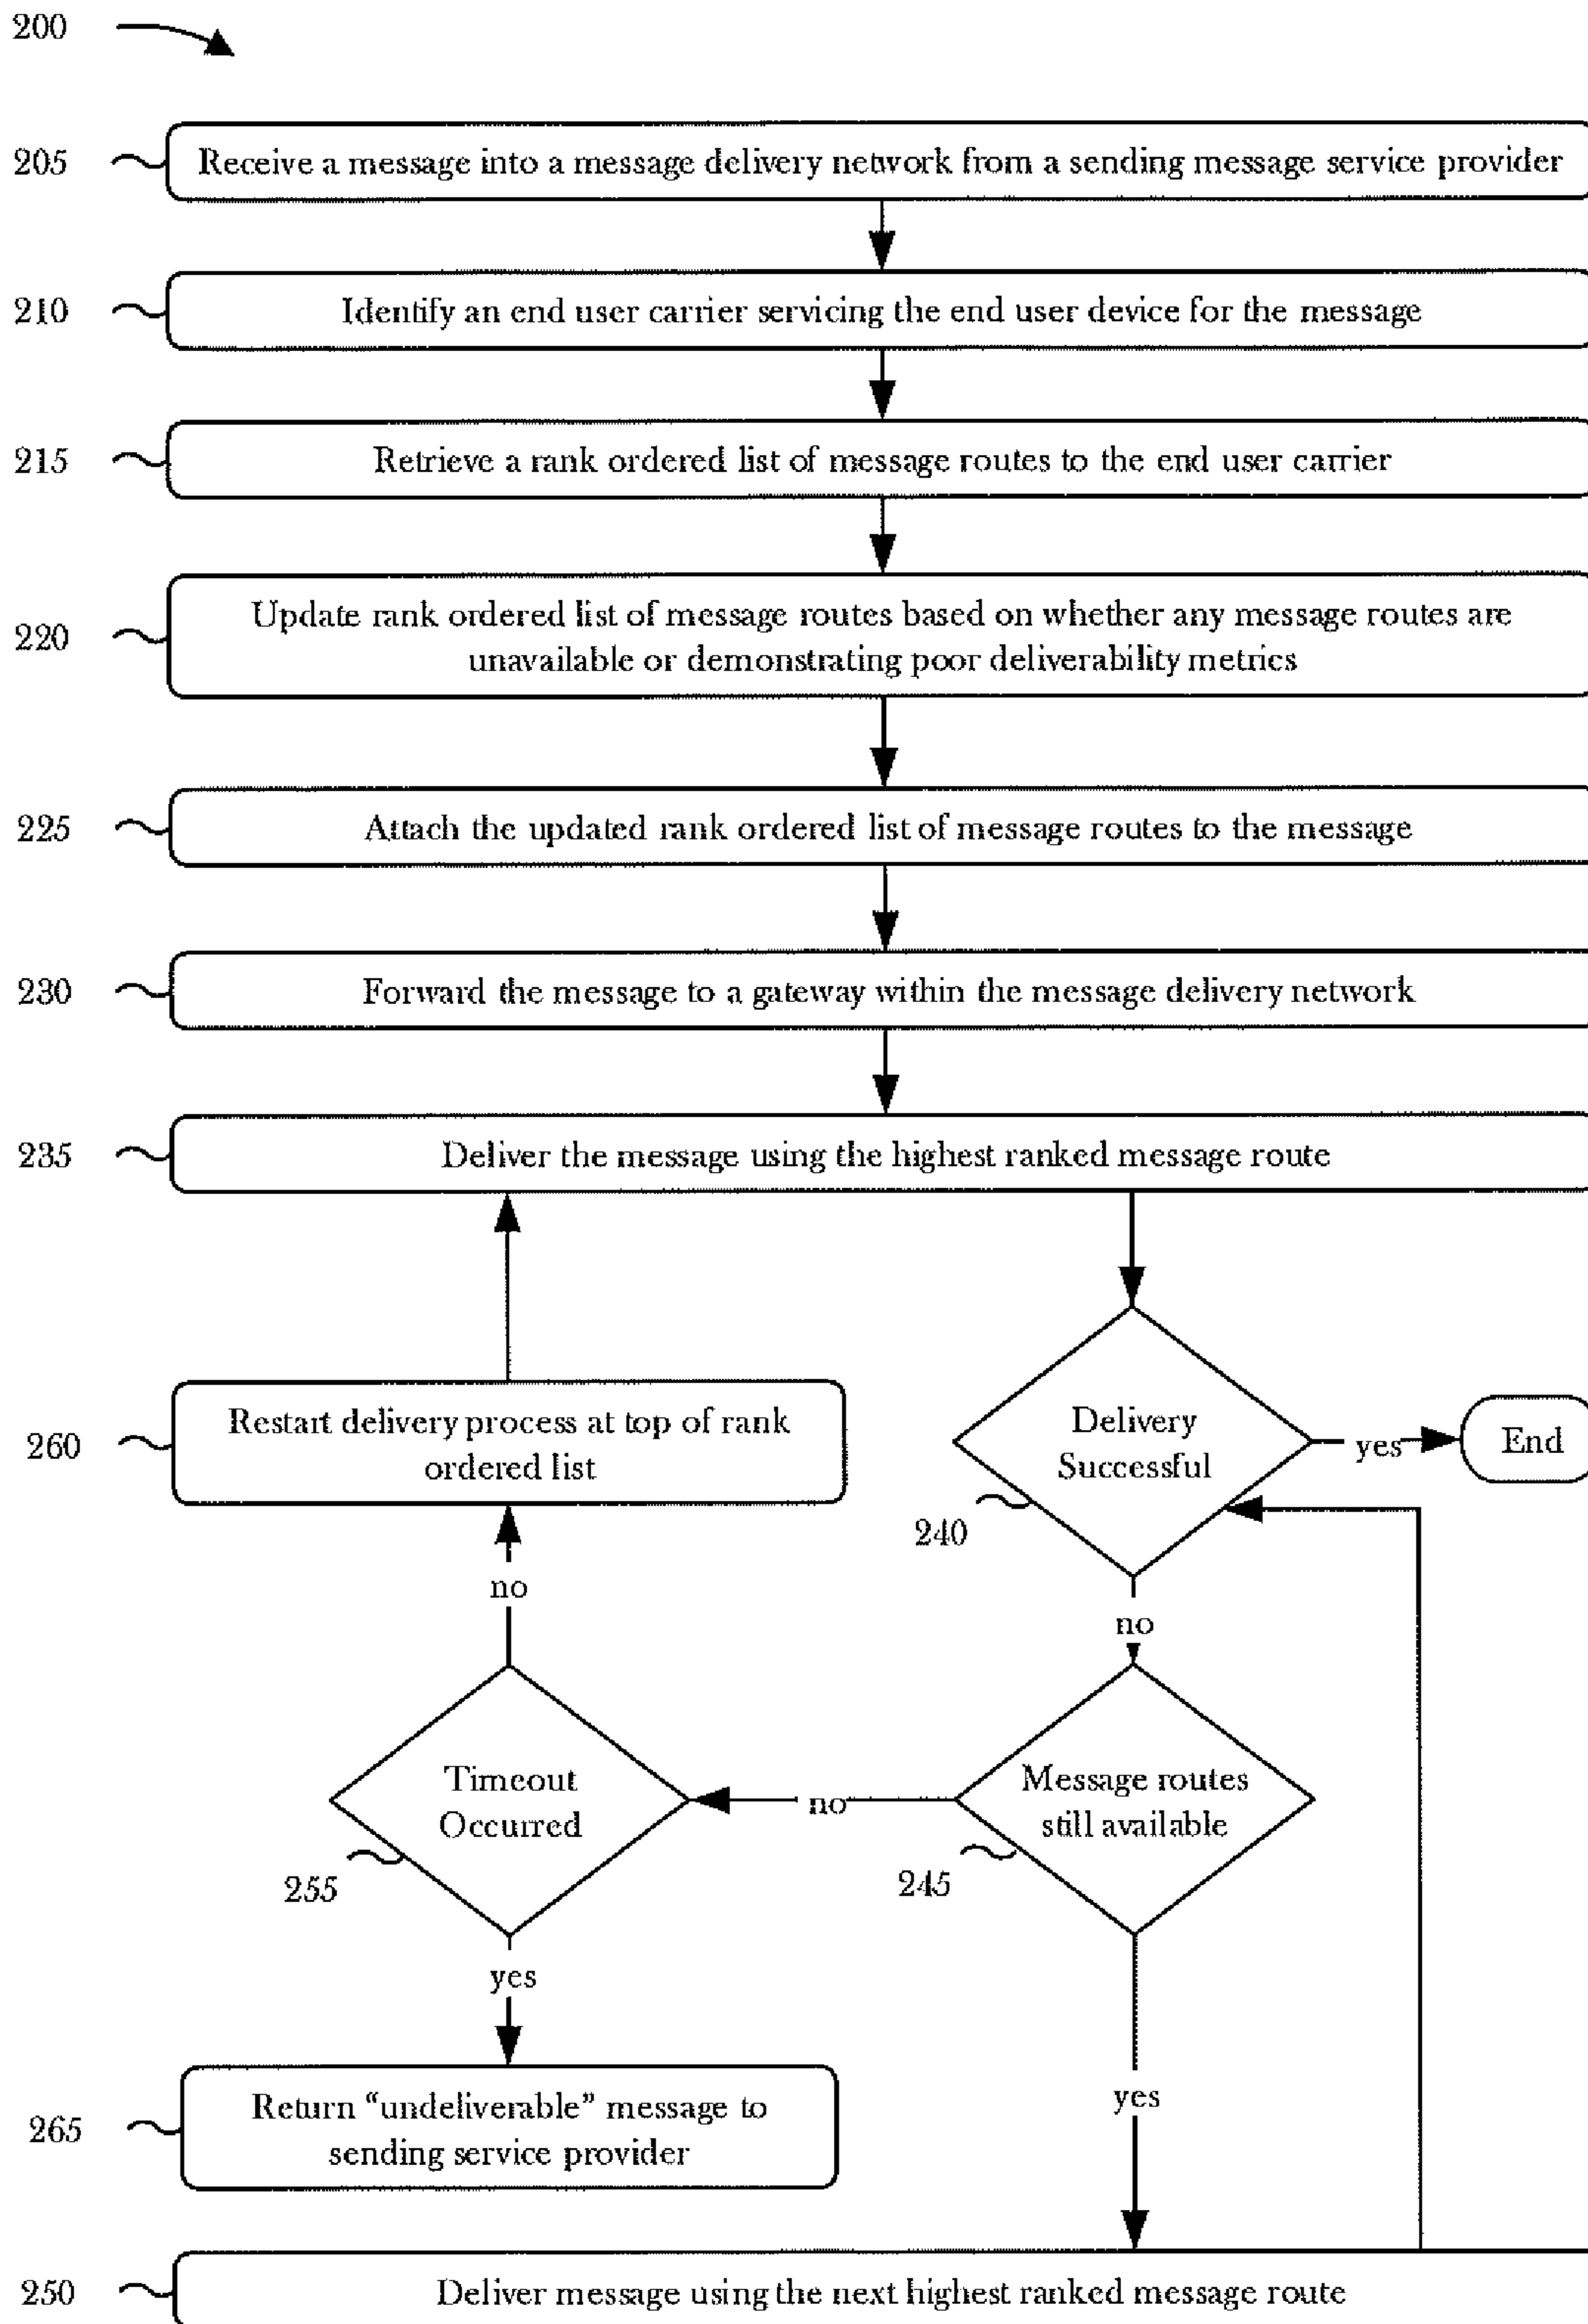 200
205
Receive a message into a message delivery network from a sending message service provider
210
Identify an end user carrier servicing the end user device for the message
215
Retrieve a rank ordered list of message routes to the end user carrier
220
Update rank ordered list of message routes based on whether any message routes are
unavailable or demonstrating poor deliverability metrics
225
Attach the updated rank ordered list of message routes to the message
230
Forward the message to a gateway within the message delivery network
235
Deliver the message using the highest ranked message route
260
Restart delivery process at top of rank
ordered list
Delivery
Successful
240
yes
End
no
no
Timeout
Occurred
255
no
Message routes
still available
245
yes
yes
265
Return “undeliverable” message to
sending service provider
250
Deliver message using the next highest ranked message route